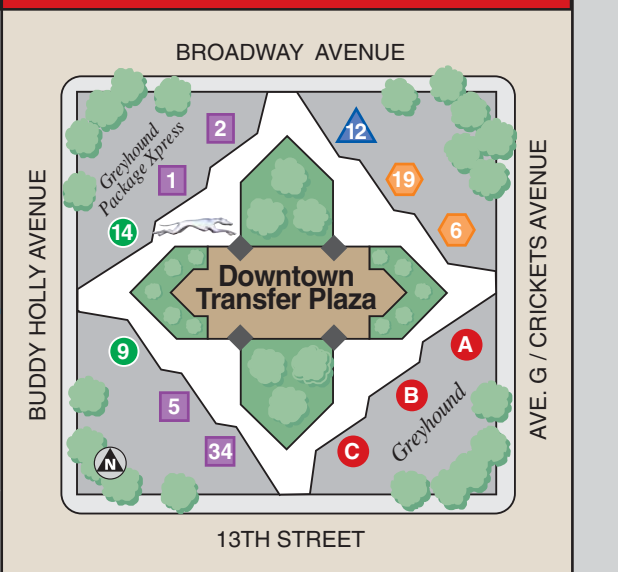 BROADWAY AVENUE
2
12
Greyhound
Package Xpress
1
19
14
6
BUDDY HOLLY AVENUE
AVE. G / CRICKETS AVENUE
Downtown
Transfer Plaza
9
A
5
B
Greyhound
34
C
N
13TH STREET